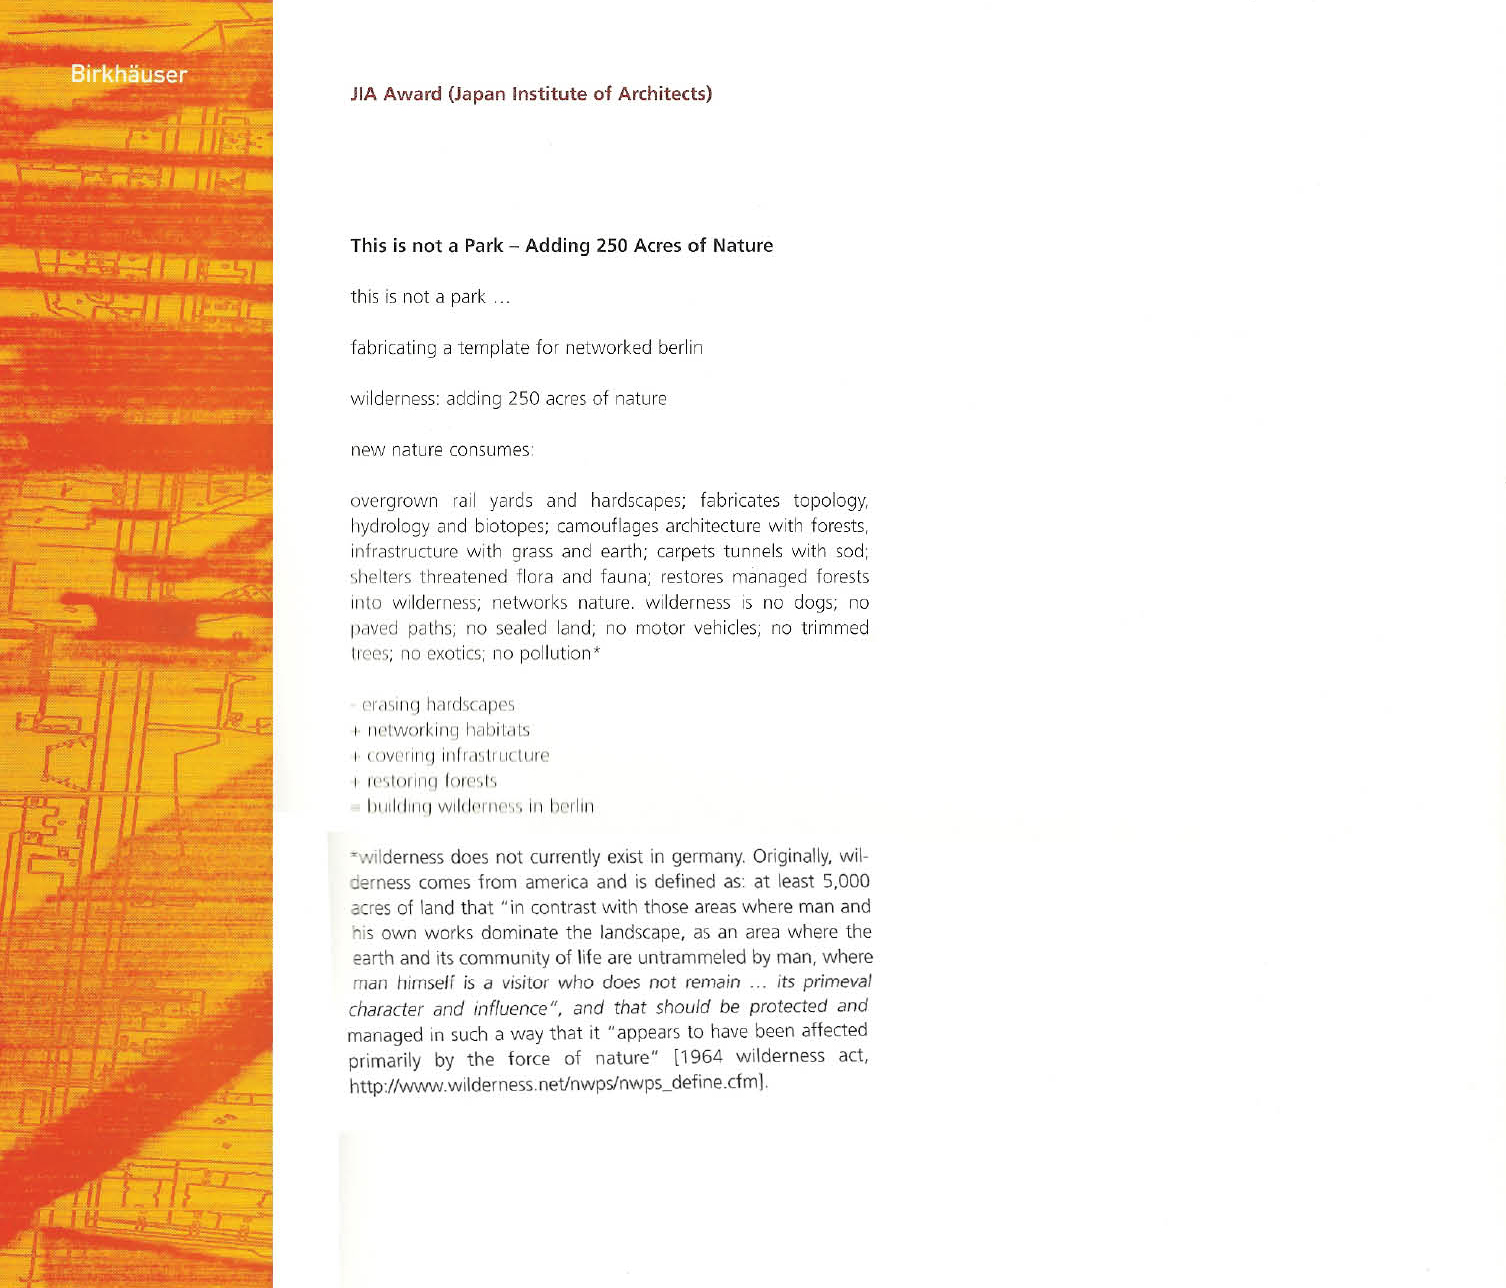 Birkhäuser
JIA Award (Japan Institute of Architects)
This is not a Park – Adding 250 Acres of Nature
this is not a park ...
fabricating a template for networked berlin
wilderness: adding 250 acres of nature
new nature consumes:
overgrown rail yards and hardscapes; fabricates topology,
hydrology and biotopes; camouflages architecture with forests,
infrastructure with grass and earth; carpets tunnels with sod;
shelters threatened flora and fauna; restores managed forests
into wilderness; networks nature. wilderness is no dogs; no
paved paths; no sealed land; no motor vehicles; no trimmed
trees; no exotics; no pollution*
- erasing hardscapes
+ networking habitats
+ covering infrastructure
+ restoring forests
= building wilderness in berlin
*wilderness does not currently exist in germany. Originally, wil-
derness comes from america and is defined as: at least 5,000
acres of land that "in contrast with those areas where man and
his own works dominate the landscape, as an area where the
earth and its community of life are untrammeled by man, where
man himself is a visitor who does not remain ... its primeval
character and influence", and that should be protected and
managed in such a way that it "appears to have been affected
primarily by the force of nature" [1964 wilderness act,
http://www.wilderness.net/nwps/nwps_define.cfm].